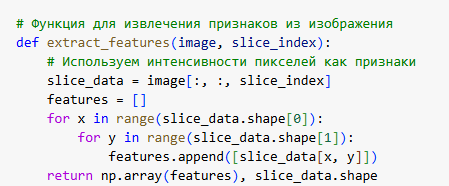 # Функция для извлечения признаков из изображения
def extract_features(image, slice_index):
    # Используем интенсивности пикселей как признаки
    slice_data = image[:, :, slice_index]
    features = []
    for x in range(slice_data.shape[0]):
        for y in range(slice_data.shape[1]):
            features.append([slice_data[x, y]])
    return np.array(features), slice_data.shape